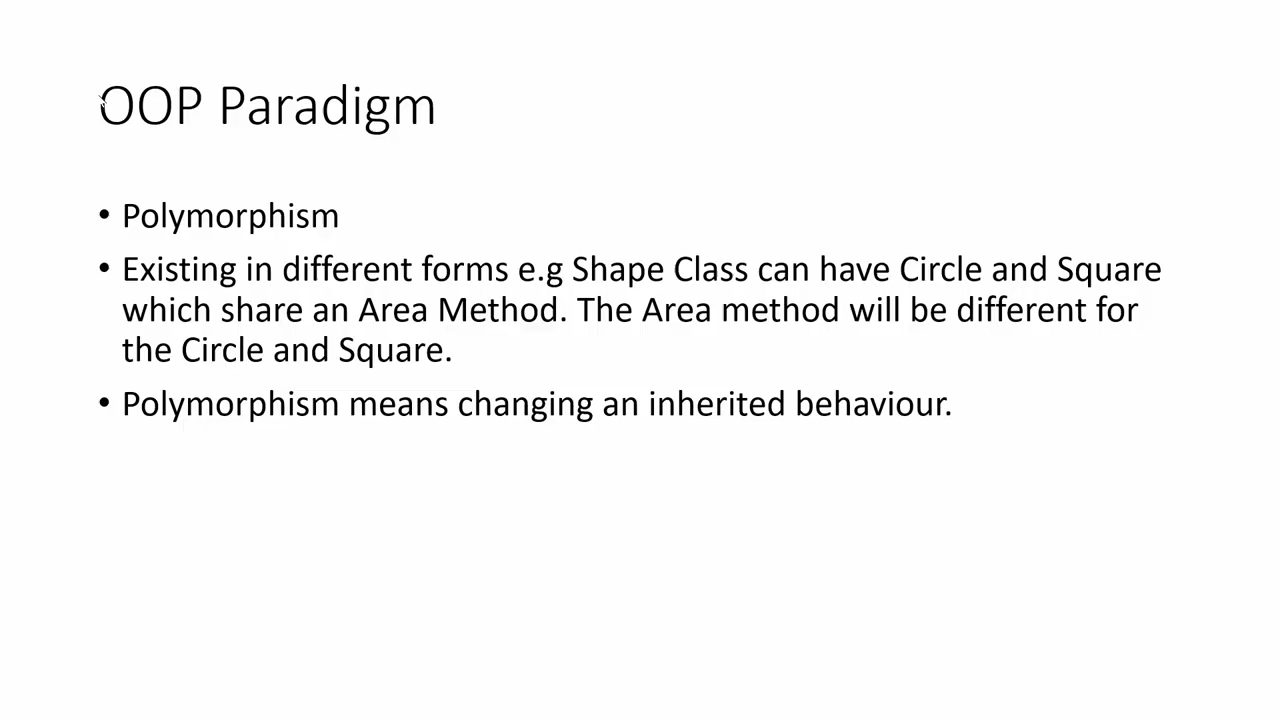 OOP Paradigm
• Polymorphism
• Existing in different forms e.g Shape Class can have Circle and Square
which share an Area Method. The Area method will be different for
the Circle and Square.
• Polymorphism means changing an inherited behaviour.